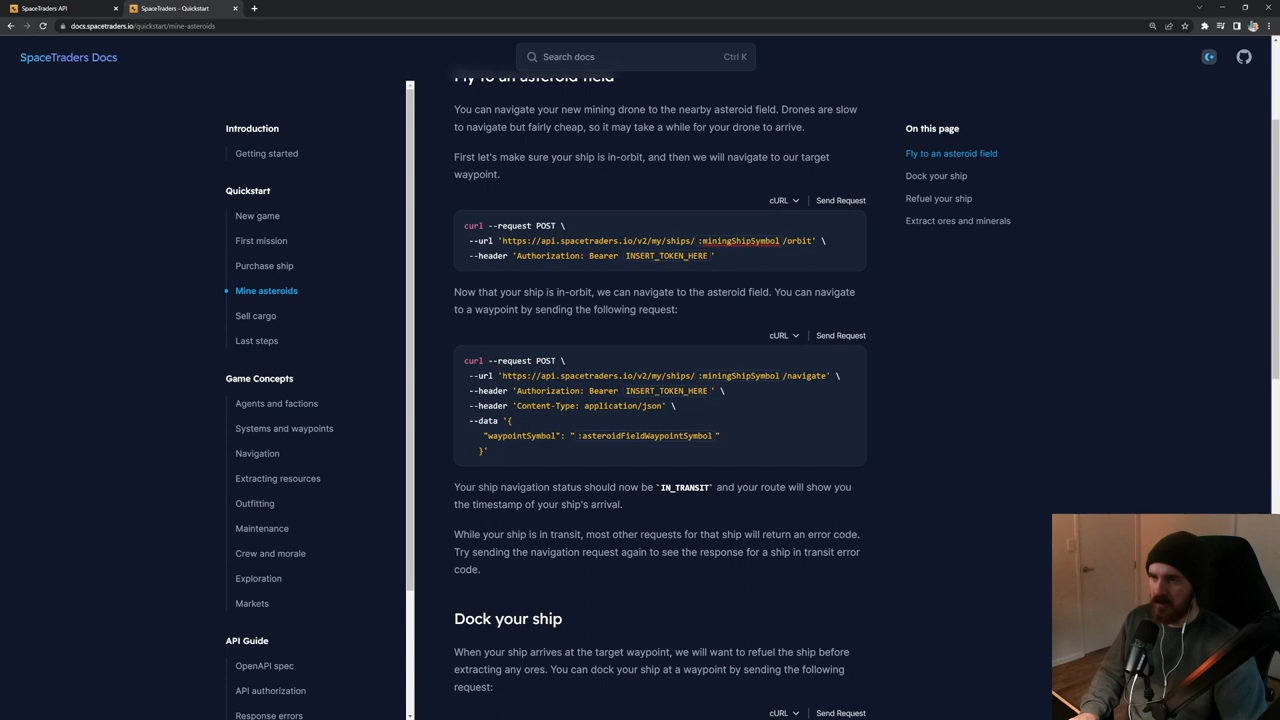 SpaceTraders API
SpaceTraders - Quickstart
docs.spacetraders.io/quickstart/mine-asteroids
SpaceTraders Docs
Search docs
Ctrl K
Introduction
Getting started
Quickstart
New game
First mission
Purchase ship
Mine asteroids
Sell cargo
Last steps
Game Concepts
Agents and factions
Systems and waypoints
Navigation
Extracting resources
Outfitting
Maintenance
Crew and morale
Exploration
Markets
API Guide
OpenAPI spec
API authorization
Response errors
Fly to an asteroid field
You can navigate your new mining drone to the nearby asteroid field. Drones are slow
to navigate but fairly cheap, so it may take a while for your drone to arrive.
First let's make sure your ship is in-orbit, and then we will navigate to our target
waypoint.
cURL
Send Request
curl --request POST \
--url 'https://api.spacetraders.io/v2/my/ships/ :miningShipSymbol /orbit' \
--header 'Authorization: Bearer INSERT_TOKEN_HERE '
Now that your ship is in-orbit, we can navigate to the asteroid field. You can navigate
to a waypoint by sending the following request:
cURL
Send Request
curl --request POST \
--url 'https://api.spacetraders.io/v2/my/ships/ :miningShipSymbol /navigate' \
--header 'Authorization: Bearer INSERT_TOKEN_HERE ' \
--header 'Content-Type: application/json' \
--data '{
"waypointSymbol": " :asteroidFieldWaypointSymbol "
}'
Your ship navigation status should now be `IN_TRANSIT` and your route will show you
the timestamp of your ship's arrival.
While your ship is in transit, most other requests for that ship will return an error code.
Try sending the navigation request again to see the response for a ship in transit error
code.
Dock your ship
When your ship arrives at the target waypoint, we will want to refuel the ship before
extracting any ores. You can dock your ship at a waypoint by sending the following
request:
cURL
Send Request
On this page
Fly to an asteroid field
Dock your ship
Refuel your ship
Extract ores and minerals